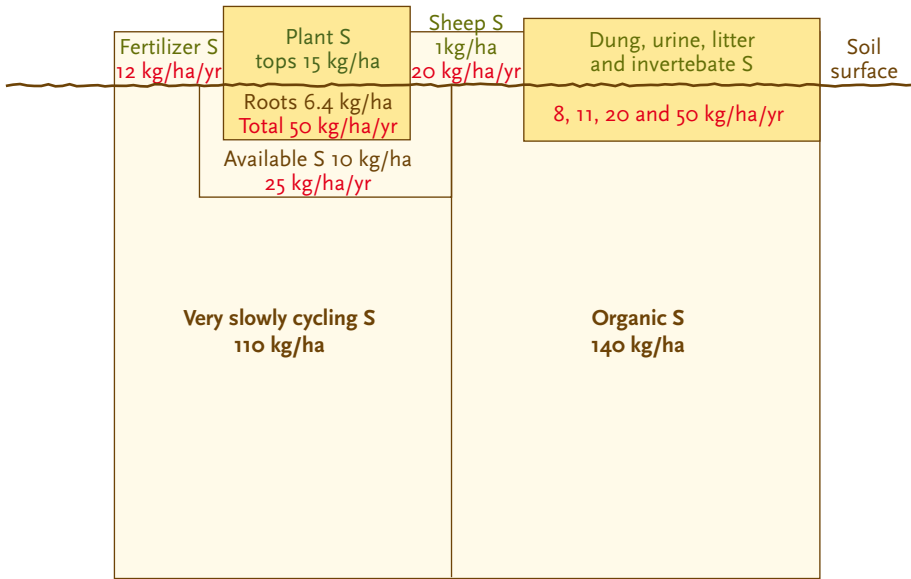 Fertilizer S
12 kg/ha/yr
Plant S
tops 15 kg/ha
Sheep S
1kg/ha
20 kg/ha/yr
Dung, urine, litter
and invertebate S
Soil
surface
Roots 6.4 kg/ha
Total 50 kg/ha/yr
8, 11, 20 and 50 kg/ha/yr
Available S 10 kg/ha
25 kg/ha/yr
Very slowly cycling S
110 kg/ha
Organic S
140 kg/ha